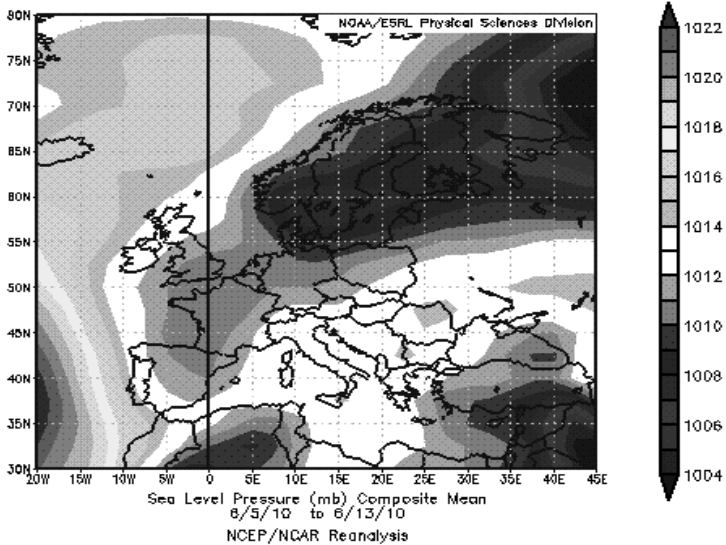 NOAA/ESRL Physical Sciences Division
80N
75N
70N
65N
60N
55N
50N
45N
40N
35N
30N
20W 15W 10W 5W 0 5E 10E 15E 20E 25E 30E 35E 40E 45E
1022
1020
1018
1016
1014
1012
1010
1008
1006
1004
Sea Level Pressure (mb) Composite Mean
6/5/10 to 6/13/10
NCEP/NCAR Reanalysis